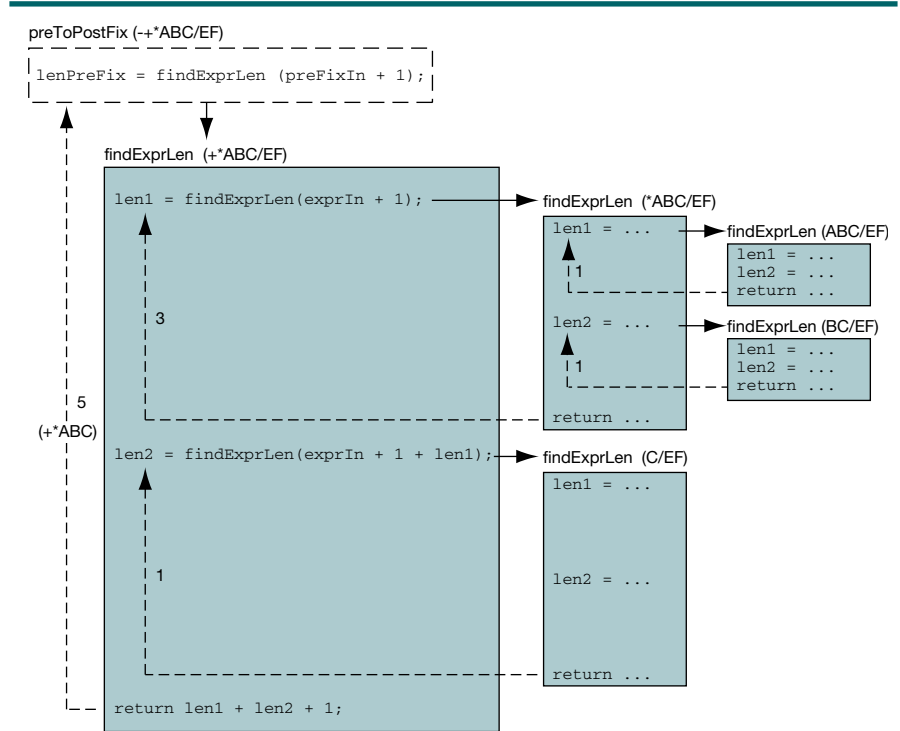 preToPostFix (-+*ABC/EF)
lenPreFix = findExprLen (preFixIn + 1);
findExprLen (+*ABC/EF)
len1 = findExprLen(exprIn + 1);
findExprLen (*ABC/EF)
len1 = ...
findExprLen (ABC/EF)
len1 = ...
len2 = ...
return ...
1
3
len2 = ...
findExprLen (BC/EF)
len1 = ...
len2 = ...
return ...
1
return ...
5
(+*ABC)
len2 = findExprLen(exprIn + 1 + len1);
findExprLen (C/EF)
len1 = ...
1
len2 = ...
return ...
return len1 + len2 + 1;